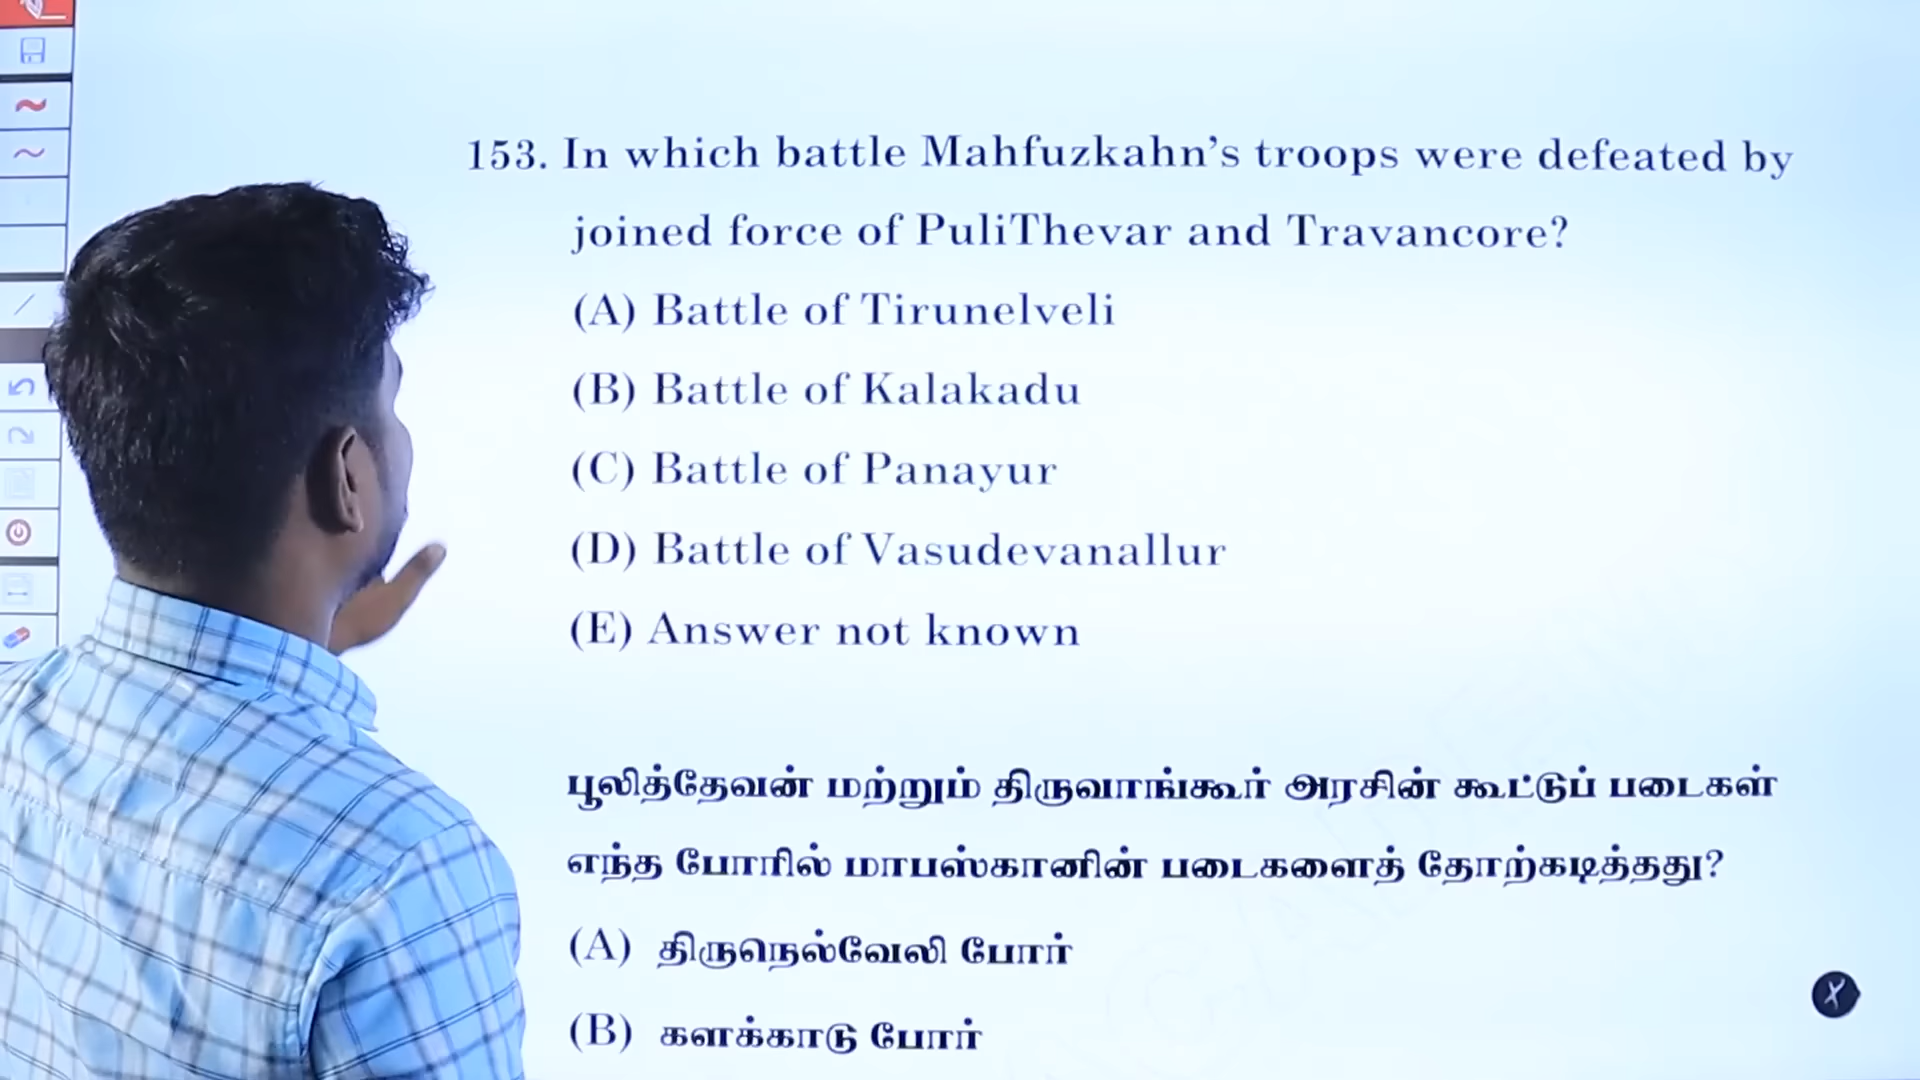 153. In which battle Mahfuzkahn's troops were defeated by
joined force of PuliThevar and Travancore?
(A) Battle of Tirunelveli
(B) Battle of Kalakadu
(C) Battle of Panayur
(D) Battle of Vasudevanallur
(E) Answer not known
பூலித்தேவன் மற்றும் திருவாங்கூர் அரசின் கூட்டுப் படைகள்
எந்த போரில் மாபஸ்கானின் படைகளைத் தோற்கடித்தது?
(A) திருநெல்வேலி போர்
(B) களக்காடு போர்